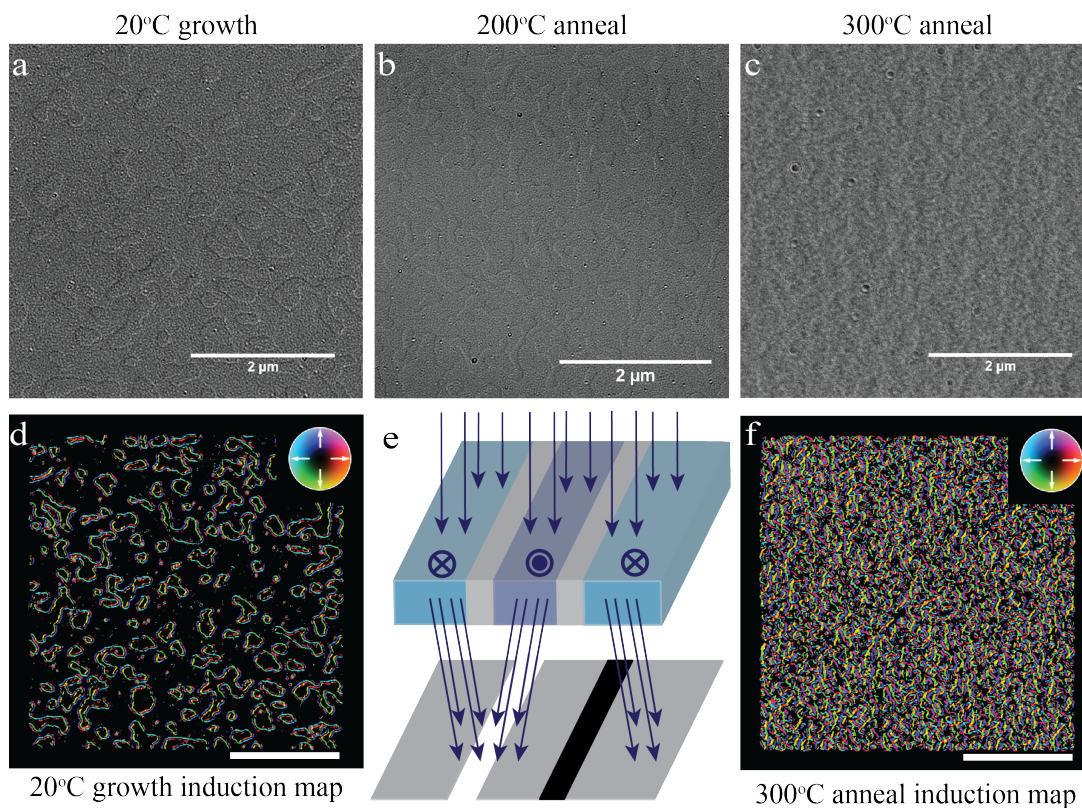 20°C growth
200°C anneal
300°C anneal
a
b
c
2 µm
2 µm
2 µm
d
e
f
20°C growth induction map
300°C anneal induction map